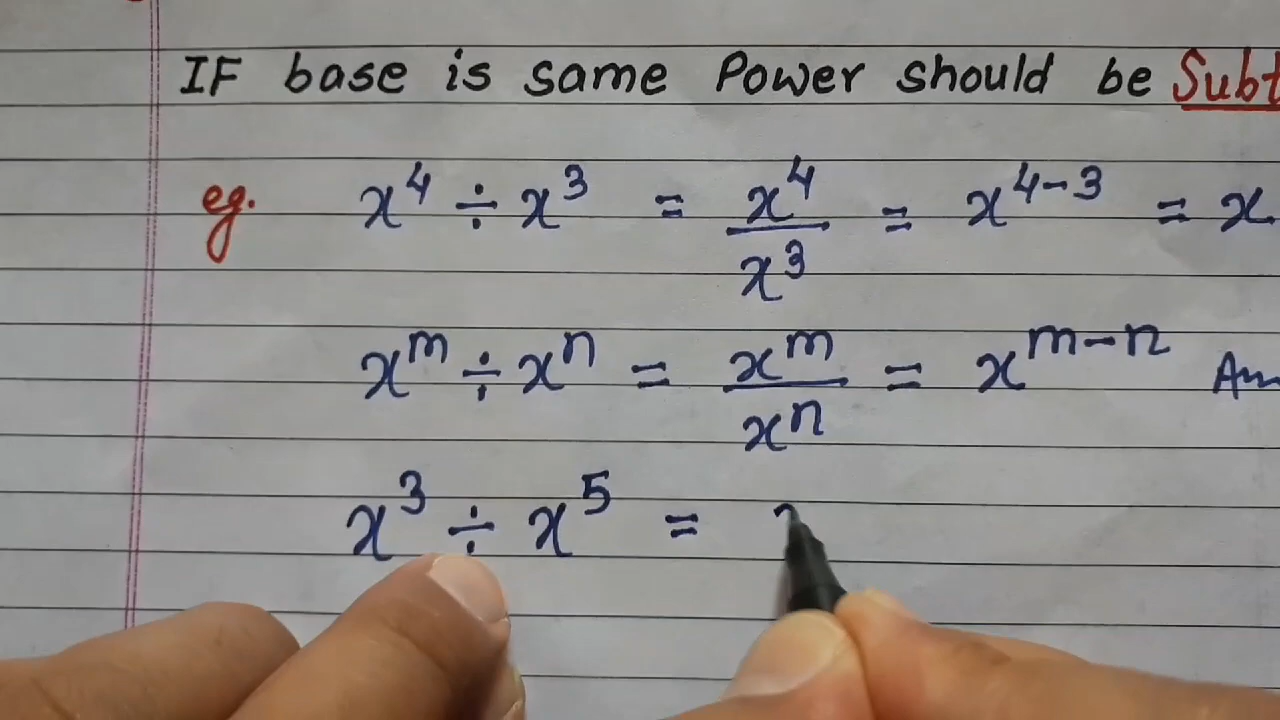 IF base is same Power should be Subt
eg. x⁴ ÷ x³ = x⁴/x³ = x⁴⁻³ = x
xᵐ ÷ xⁿ = xᵐ/xⁿ = xᵐ⁻ⁿ
x³ ÷ x⁵ =